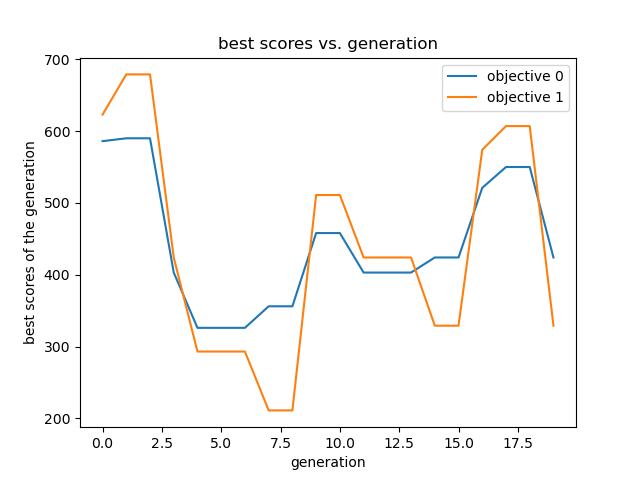 best scores vs. generation
objective 0
objective 1
best scores of the generation
700
600
500
400
300
200
0.0 2.5 5.0 7.5 10.0 12.5 15.0 17.5
generation